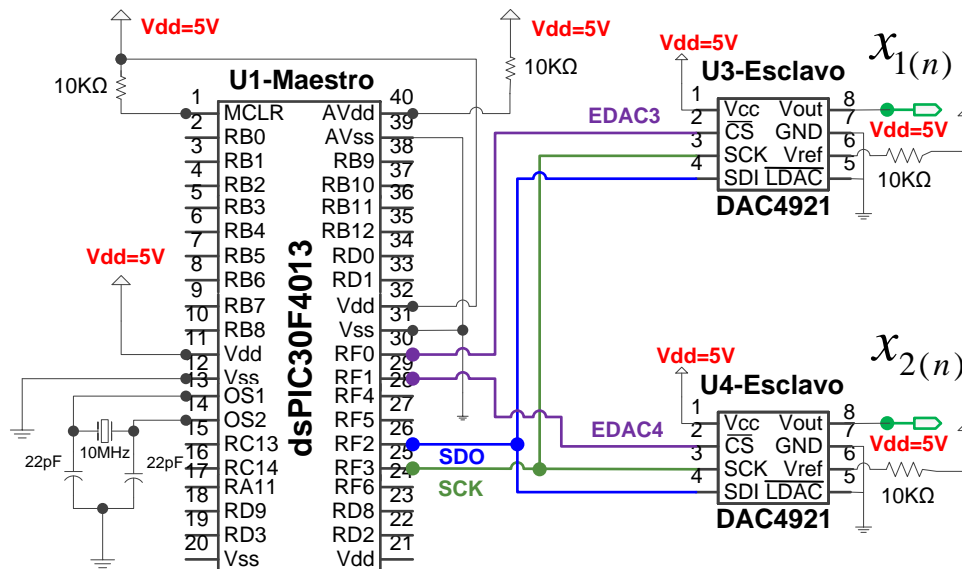 Vdd=5V
10KΩ
U1-Maestro
dsPIC30F4013
1 MCLR
2 RB0
3 RB1
4 RB2
5 RB3
6 RB4
7 RB5
8 RB6
9 RB7
10 RB8
11 Vdd
12 Vss
13 OS1
14 OS2
15 RC13
16 RC14
17 RA11
18 RD9
19 RD3
20 Vss
40 AVdd
39 AVss
38 RB9
37 RB10
36 RB11
35 RB12
34 RD0
33 RD1
32 Vdd
31 Vss
30 RF0
29 RF1
28 RF4
27 RF5
26 RF2
25 RF3
24 RF6
23 RD8
22 RD2
21 Vdd
Vdd=5V
22pF
10MHz
22pF
Vdd=5V
10KΩ
EDAC3
EDAC4
SDO
SCK
Vdd=5V
U3-Esclavo
1 Vcc
2 CS
3 SCK
4 SDI
Vout 8
GND 7
Vref 6
LDAC 5
DAC4921
x1(n)
Vdd=5V
10KΩ
Vdd=5V
U4-Esclavo
1 Vcc
2 CS
3 SCK
4 SDI
Vout 8
GND 7
Vref 6
LDAC 5
DAC4921
x2(n)
Vdd=5V
10KΩ